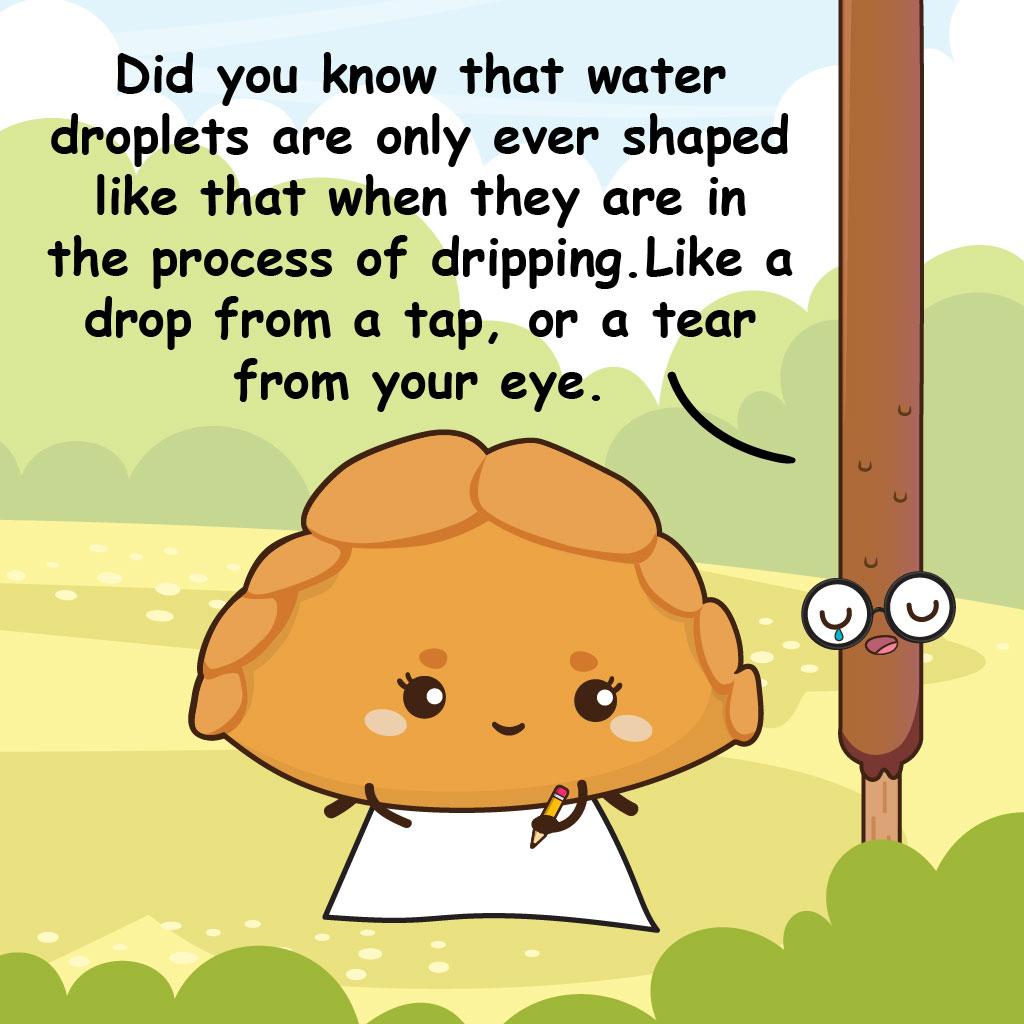 Did you know that water
droplets are only ever shaped
like that when they are in
the process of dripping.Like a
drop from a tap, or a tear
from your eye.